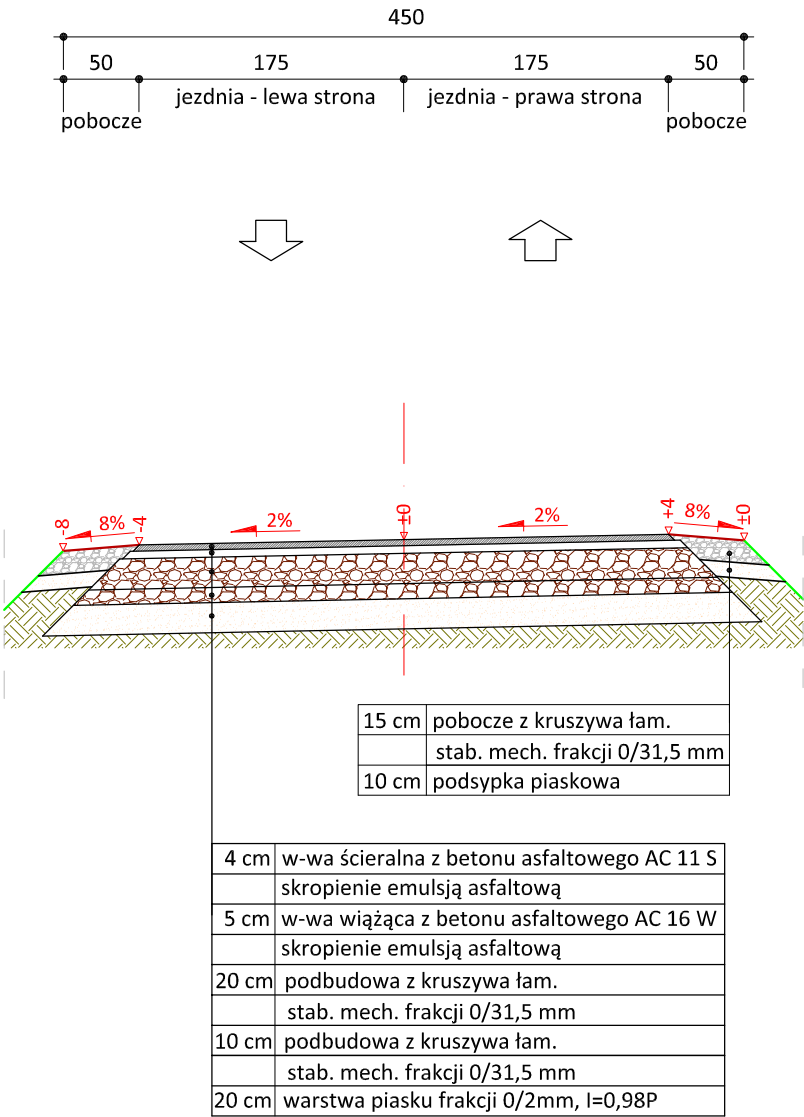 450
50 175 175 50
jezdnia - lewa strona jezdnia - prawa strona
pobocze pobocze
-8 8% -4 2% ±0 2% +4 8% ±0
15 cm pobocze z kruszywa łam.
stab. mech. frakcji 0/31,5 mm
10 cm podsypka piaskowa
4 cm w-wa ścieralna z betonu asfaltowego AC 11 S
skropienie emulsją asfaltową
5 cm w-wa wiążąca z betonu asfaltowego AC 16 W
skropienie emulsją asfaltową
20 cm podbudowa z kruszywa łam.
stab. mech. frakcji 0/31,5 mm
10 cm podbudowa z kruszywa łam.
stab. mech. frakcji 0/31,5 mm
20 cm warstwa piasku frakcji 0/2mm, I=0,98P